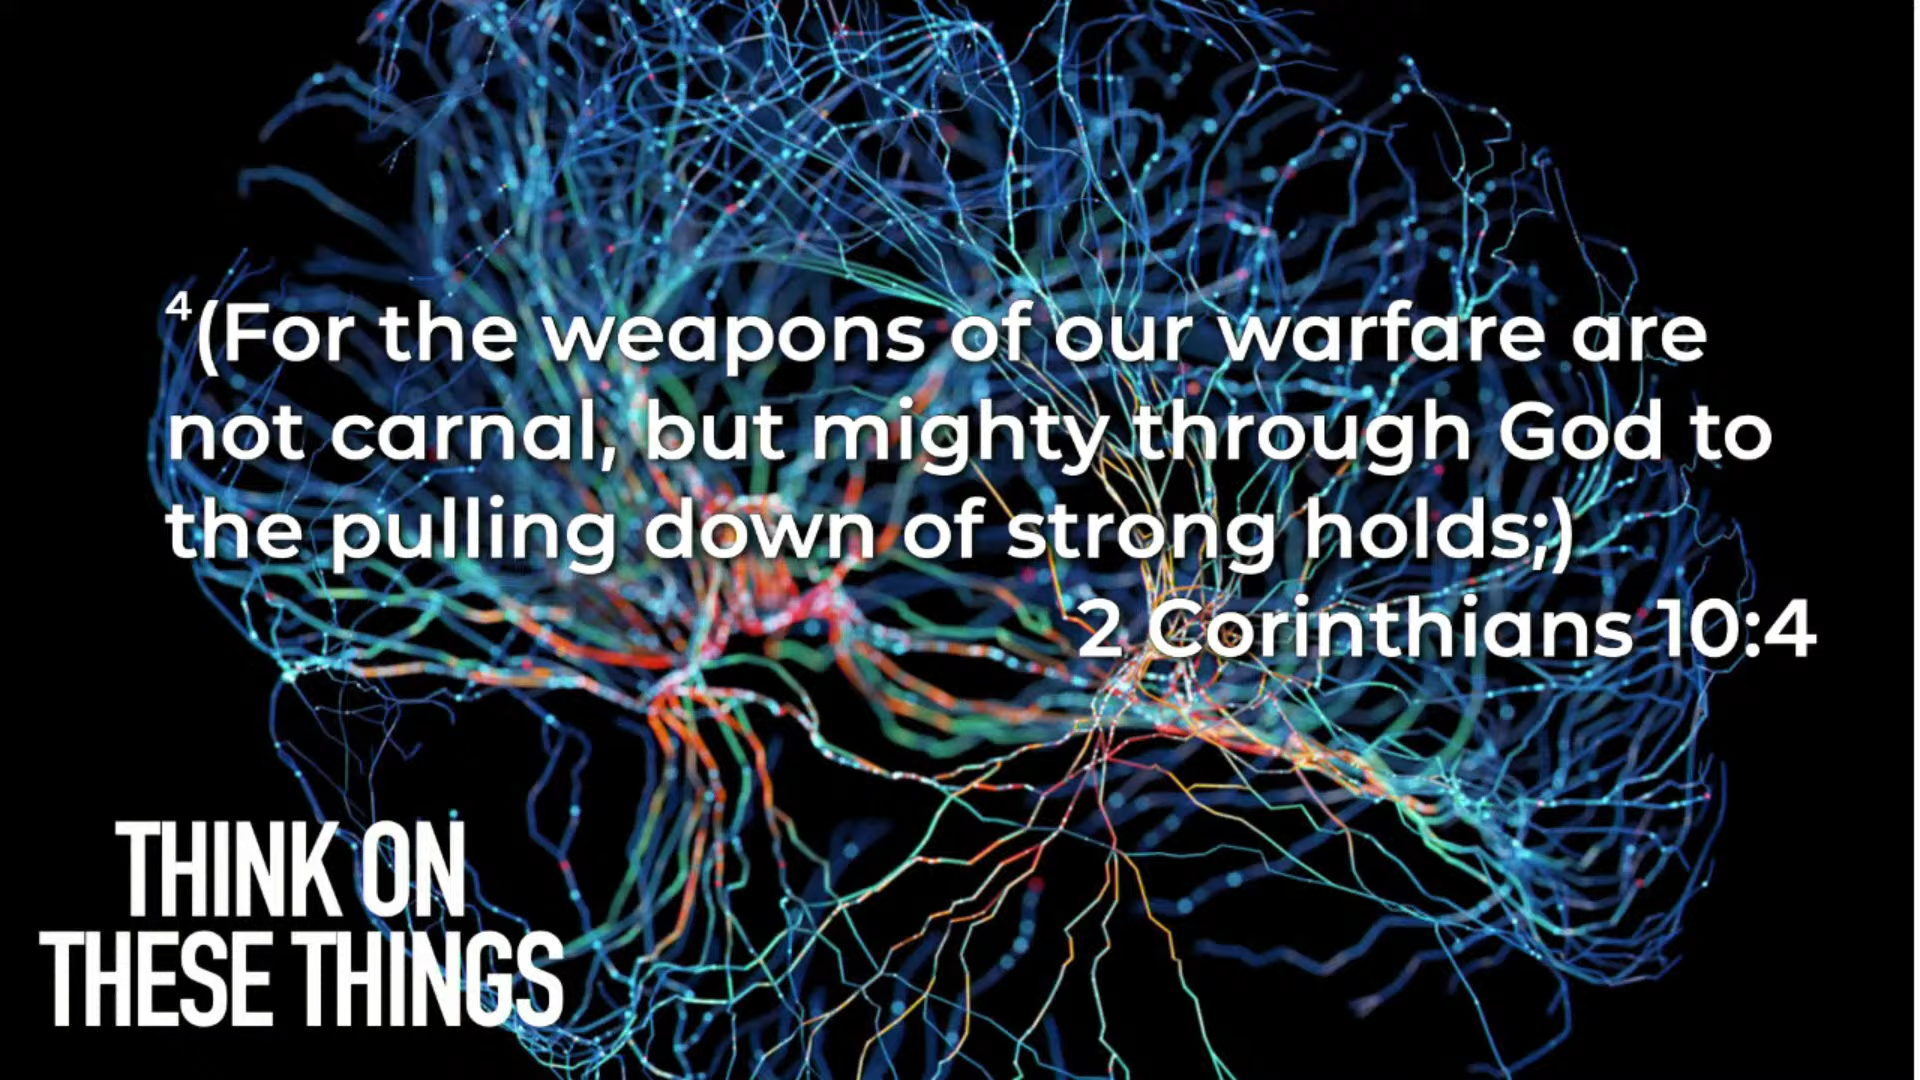 4(For the weapons of our warfare are
not carnal, but mighty through God to
the pulling down of strong holds;)
2 Corinthians 10:4
THINK ON
THESE THINGS